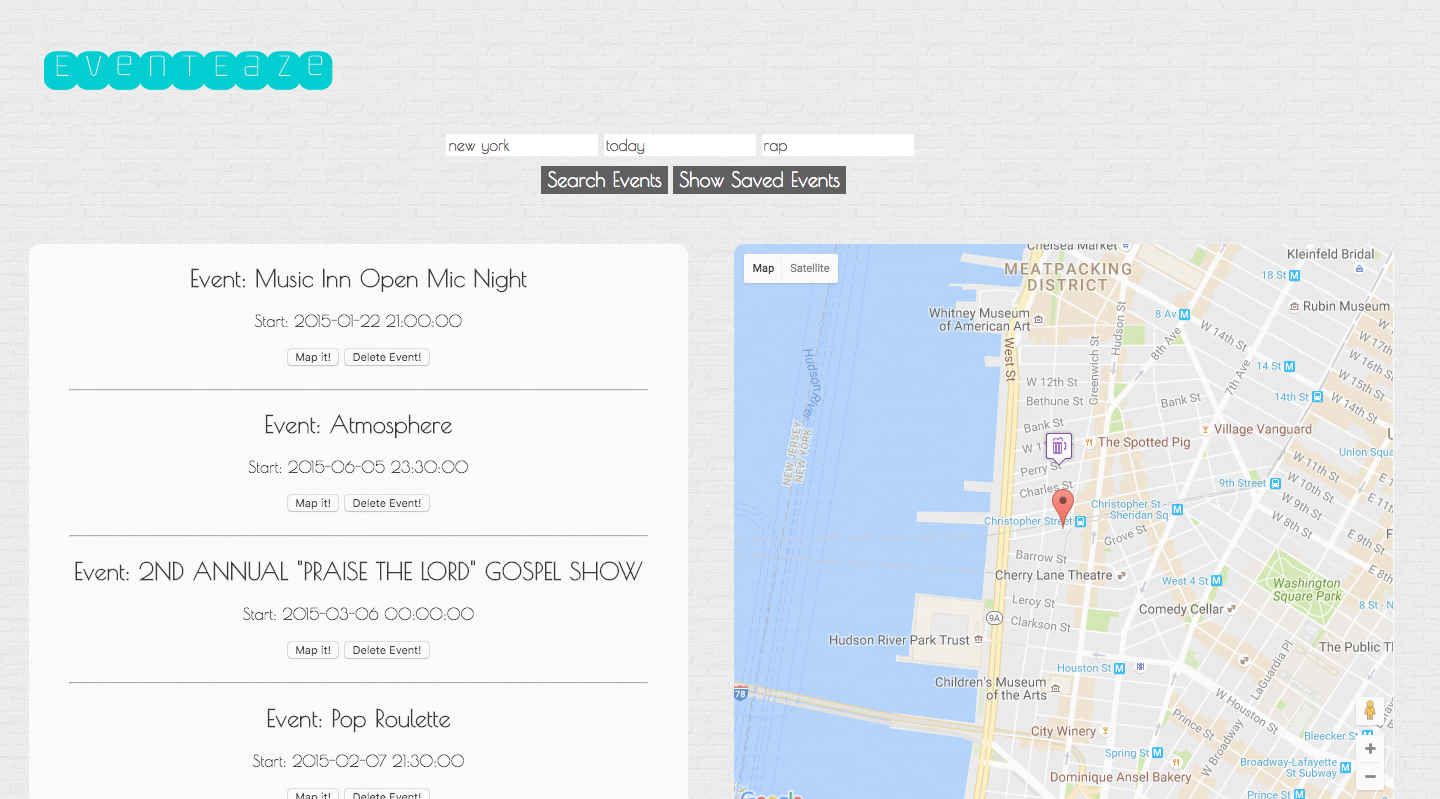 EventEaze
new york
today
rap
Search Events
Show Saved Events
Event: Music Inn Open Mic Night
Start: 2015-01-22 21:00:00
Map it!
Delete Event!
Event: Atmosphere
Start: 2015-06-05 23:30:00
Map it!
Delete Event!
Event: 2ND ANNUAL "PRAISE THE LORD" GOSPEL SHOW
Start: 2015-03-06 00:00:00
Map it!
Delete Event!
Event: Pop Roulette
Start: 2015-02-07 21:30:00
Map it!
Delete Event!
Map
Satellite
Chelsea Market
Kleinfeld Bridal
MEATPACKING
DISTRICT
18 St
Rubin Museum
Whitney Museum
of American Art
8 Av
Hudson St
W 14th St
W 17th St
W 16th St
W 15th St
West St
Greenwich St
8th Ave
7th Ave
14 St
14th St
W 12th St
Bethune St
Bank St
Bank St
Hudson River
NEW JERSEY
NEW YORK
The Spotted Pig
Village Vanguard
Union Squa
Perry St
Charles St
9th Street
W 11th St
W 10th St
W 9th St
W 8th St
Christopher Street
Christopher St -
Sheridan Sq
Grove St
Barrow St
Cherry Lane Theatre
West 4 St
Washington
Square Park
8 St - N
Leroy St
Comedy Cellar
9A
Clarkson St
Hudson River Park Trust
The Public T
Houston St
LaGuardia Pl
Children's Museum
of the Arts
78
W Houston St
City Winery
Prince St
Bleecker St
Spring St
W Broadway
Broadway-Lafayette
St Subway
Dominique Ansel Bakery
Prince St
Google